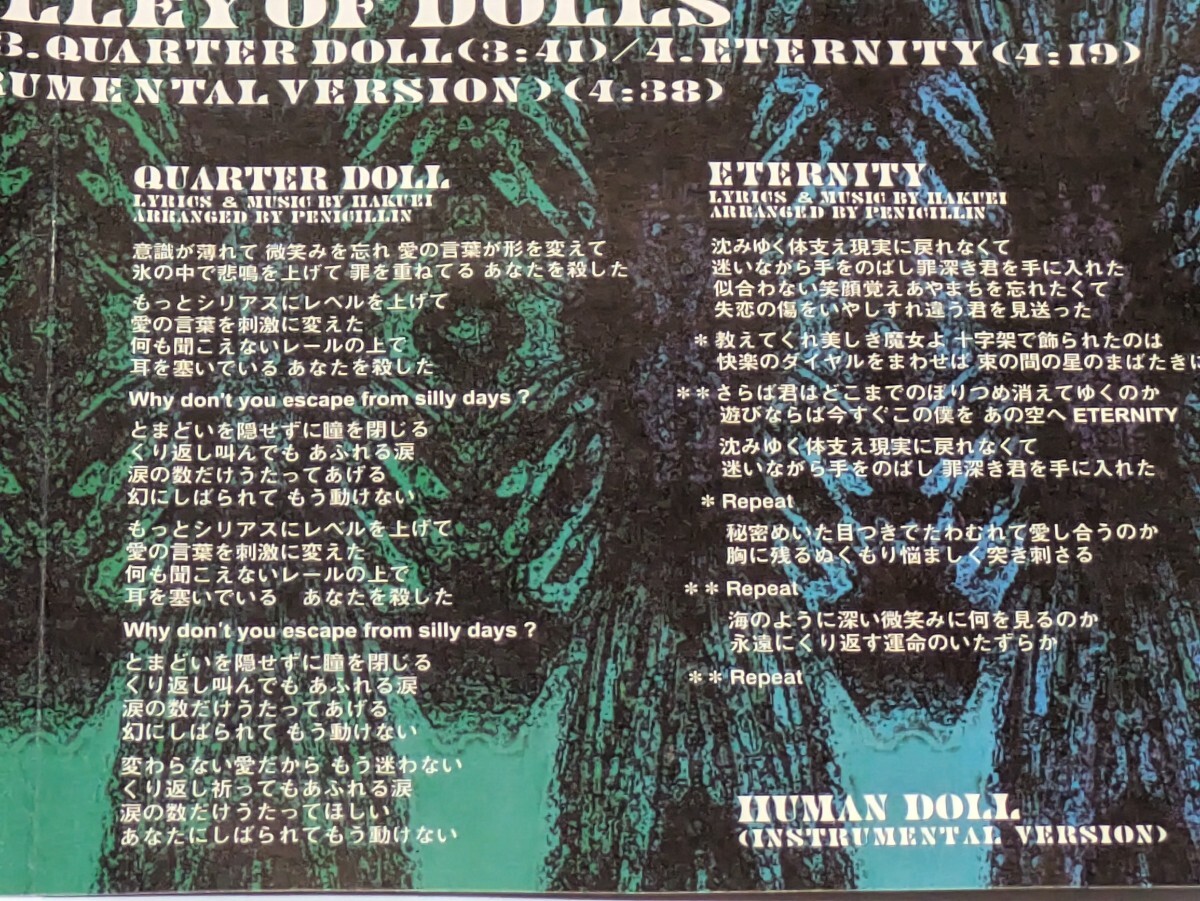 LLEY OF DOLLS
3.QUARTER DOLL(3:41)/4.ETERNITY(4:19)
RUMENTAL VERSION)(4:38)
QUARTER DOLL
LYRICS & MUSIC BY HAKUEI
ARRANGED BY PENICILLIN
意識が薄れて 微笑みを忘れ 愛の言葉が形を変えて
氷の中で悲鳴を上げて 罪を重ねてる あなたを殺した
もっとシリアスにレベルを上げて
愛の言葉を刺激に変えた
何も聞こえないレールの上で
耳を塞いでいる あなたを殺した
Why don't you escape from silly days ?
とまどいを隠せずに瞳を閉じる
くり返し叫んでも あふれる涙
涙の数だけうたってあげる
幻にしばられて もう動けない
もっとシリアスにレベルを上げて
愛の言葉を刺激に変えた
何も聞こえないレールの上で
耳を塞いでいる あなたを殺した
Why don't you escape from silly days ?
とまどいを隠せずに瞳を閉じる
くり返し叫んでも あふれる涙
涙の数だけうたってあげる
幻にしばられて もう動けない
変わらない愛だから もう迷わない
くり返し祈ってもあふれる涙
涙の数だけうたってほしい
あなたにしばられてもう動けない
ETERNITY
LYRICS & MUSIC BY HAKUEI
ARRANGED BY PENICILLIN
沈みゆく体支え現実に戻れなくて
迷いながら手をのばし罪深き君を手に入れた
似合わない笑顔覚えあやまちを忘れたくて
失恋の傷をいやしすれ違う君を見送った
＊教えてくれ美しき魔女よ 十字架で飾られたのは
快楽のダイヤルをまわせば 束の間の星のまばたきに
＊＊さらば君はどこまでのぼりつめ消えてゆくのか
遊びならば今すぐこの僕を あの空へ ETERNITY
沈みゆく体支え現実に戻れなくて
迷いながら手をのばし 罪深き君を手に入れた
＊Repeat
秘密めいた目つきでたわむれて愛し合うのか
胸に残るぬくもり悩ましく突き刺さる
＊＊Repeat
海のように深い微笑みに何を見るのか
永遠にくり返す運命のいたずらか
＊＊Repeat
HUMAN DOLL
(INSTRUMENTAL VERSION)